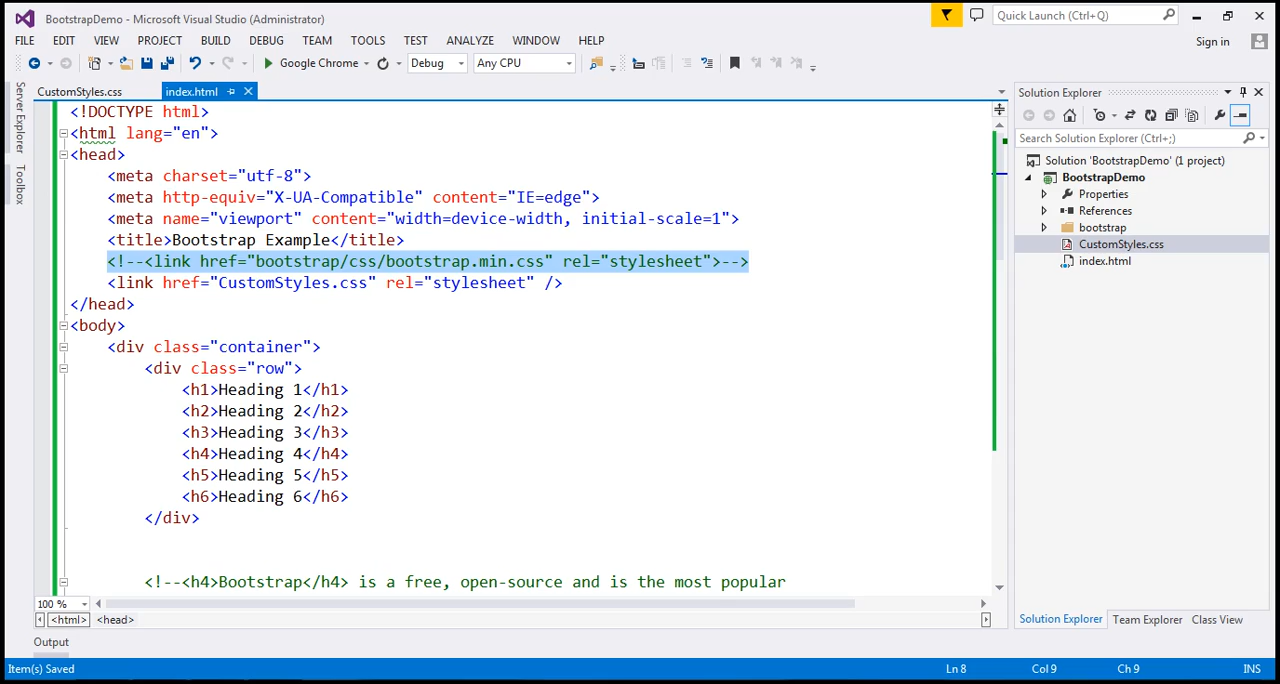 BootstrapDemo - Microsoft Visual Studio (Administrator)
Quick Launch (Ctrl+Q)
FILE EDIT VIEW PROJECT BUILD DEBUG TEAM TOOLS TEST ANALYZE WINDOW HELP
Sign in
Google Chrome
Debug
Any CPU
Server Explorer
Toolbox
CustomStyles.css
index.html
<!DOCTYPE html>
<html lang="en">
<head>
<meta charset="utf-8">
<meta http-equiv="X-UA-Compatible" content="IE=edge">
<meta name="viewport" content="width=device-width, initial-scale=1">
<title>Bootstrap Example</title>
<!--<link href="bootstrap/css/bootstrap.min.css" rel="stylesheet">-->
<link href="CustomStyles.css" rel="stylesheet" />
</head>
<body>
<div class="container">
<div class="row">
<h1>Heading 1</h1>
<h2>Heading 2</h2>
<h3>Heading 3</h3>
<h4>Heading 4</h4>
<h5>Heading 5</h5>
<h6>Heading 6</h6>
</div>
<!--<h4>Bootstrap</h4> is a free, open-source and is the most popular
100 %
<html> <head>
Output
Solution Explorer
Search Solution Explorer (Ctrl+;)
Solution 'BootstrapDemo' (1 project)
BootstrapDemo
Properties
References
bootstrap
CustomStyles.css
index.html
Solution Explorer Team Explorer Class View
Item(s) Saved
Ln 8
Col 9
Ch 9
INS